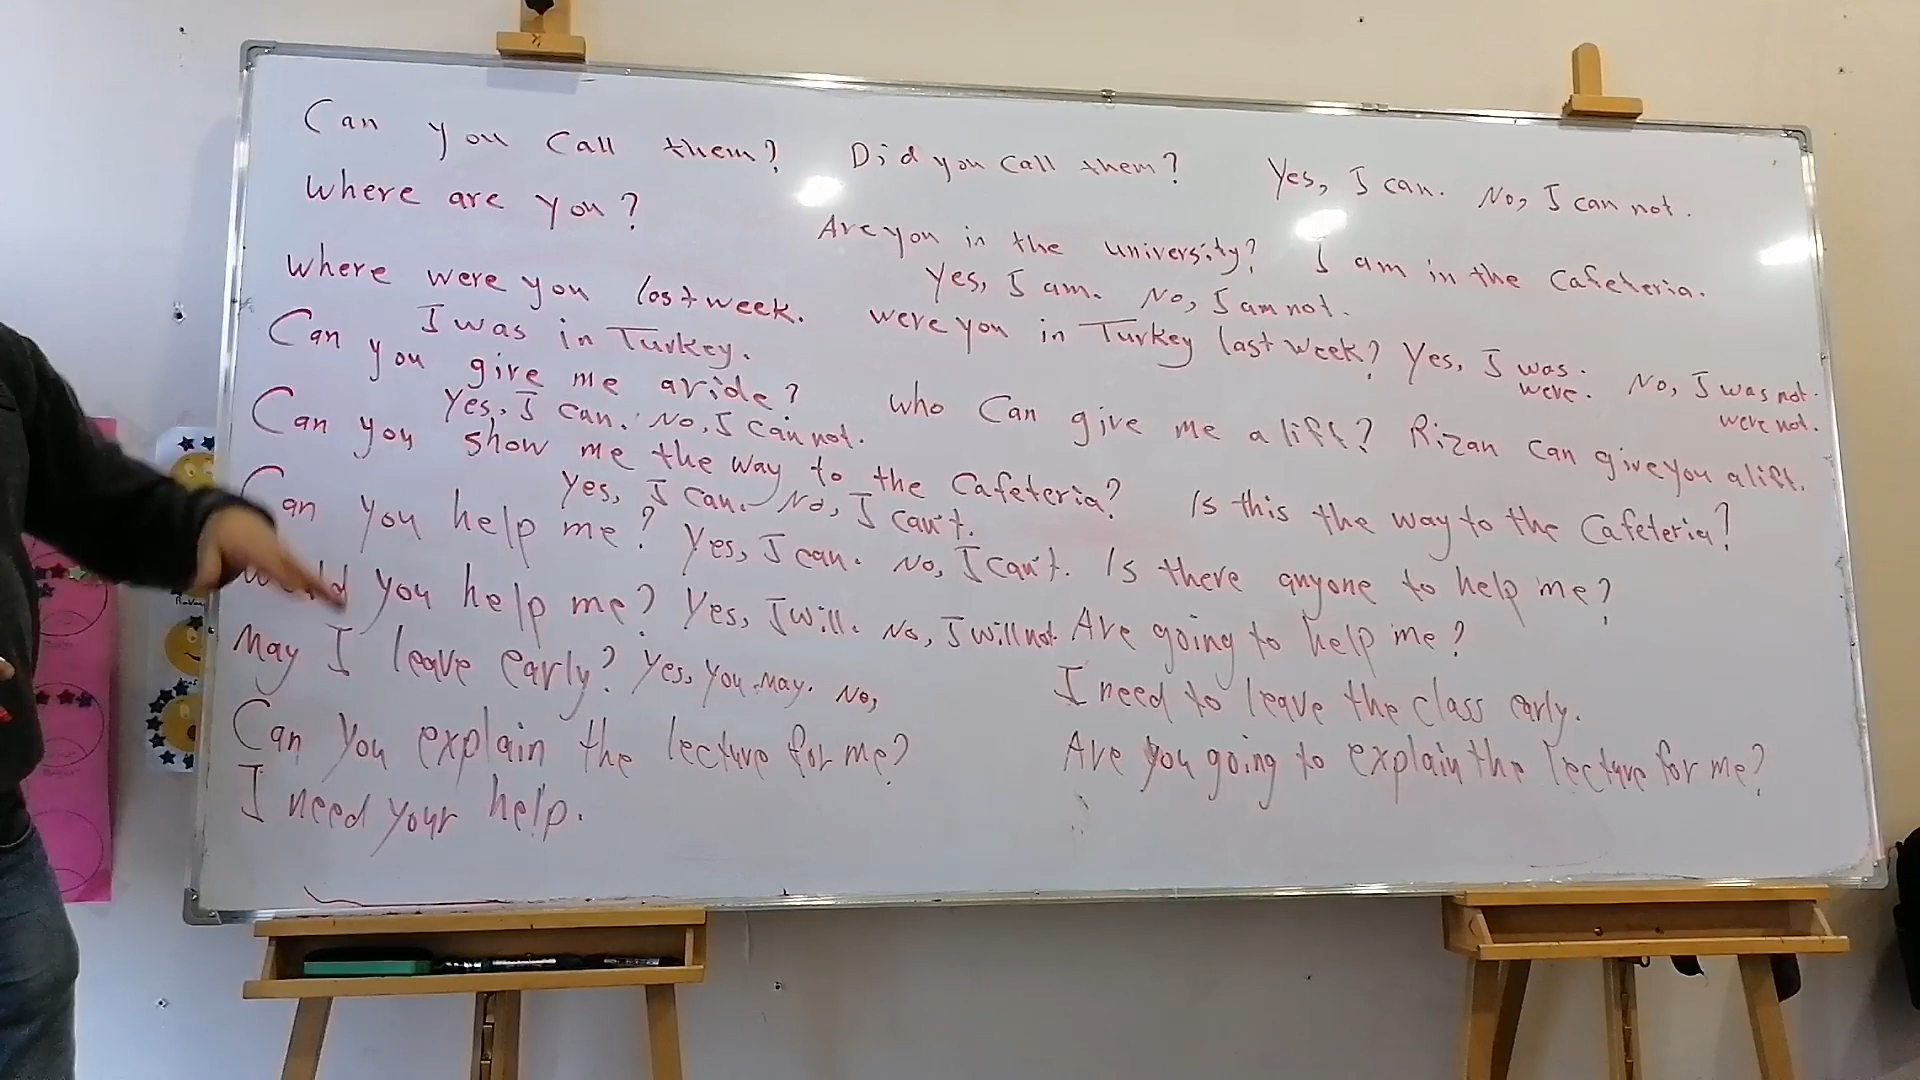 Can you call them? Did you call them? Yes, I can. No, I can not.
Where are you? Are you in the university? I am in the Cafeteria.
Yes, I am. No, I am not.
Where were you last week. were you in Turkey last week? Yes, I was. No, I was not.
were. were not.
I was in Turkey.
Can you give me a ride? who can give me a lift? Rizan can give you a lift.
Yes, I can. No, I can not.
Can you show me the way to the Cafeteria? Is this the way to the Cafeteria?
Yes, I can. No, I can't.
Can you help me? Yes, I can. No, I can't. Is there anyone to help me?
you help me? Yes, I will. No, I will not Are going to help me?
May I leave early? Yes, you may. No, I need to leave the class early.
Can you explain the lecture for me? Are you going to explain the lecture for me?
I need your help.